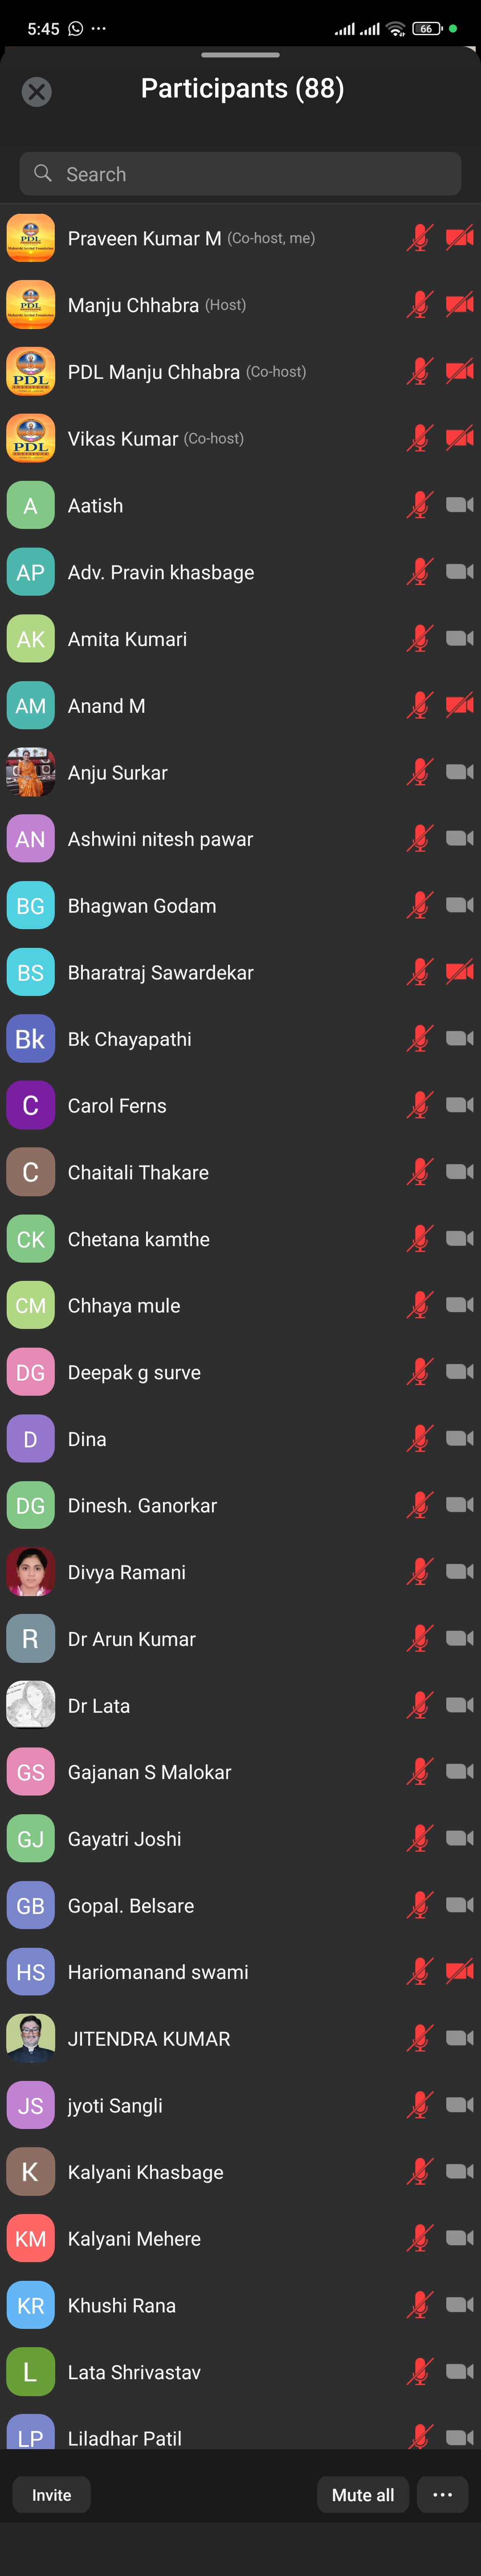 5:45
66
Participants (88)
Search
PDL
Praveen Kumar M (Co-host, me)
PDL
Manju Chhabra (Host)
PDL
PDL Manju Chhabra (Co-host)
PDL
Vikas Kumar (Co-host)
A Aatish
AP Adv. Pravin khasbage
AK Amita Kumari
AM Anand M
Anju Surkar
AN Ashwini nitesh pawar
BG Bhagwan Godam
BS Bharatraj Sawardekar
Bk Bk Chayapathi
C Carol Ferns
C Chaitali Thakare
CK Chetana kamthe
CM Chhaya mule
DG Deepak g surve
D Dina
DG Dinesh. Ganorkar
Divya Ramani
R Dr Arun Kumar
Dr Lata
GS Gajanan S Malokar
GJ Gayatri Joshi
GB Gopal. Belsare
HS Hariomanand swami
JITENDRA KUMAR
JS jyoti Sangli
K Kalyani Khasbage
KM Kalyani Mehere
KR Khushi Rana
L Lata Shrivastav
LP Liladhar Patil
Invite
Mute all